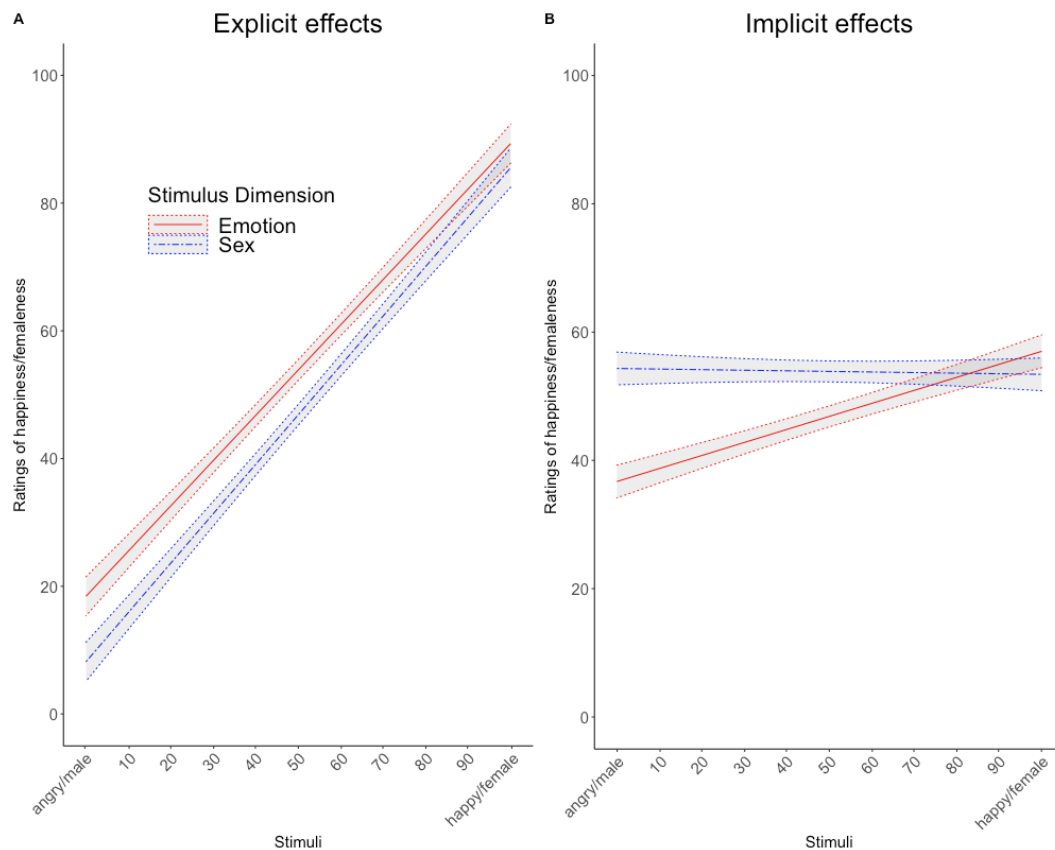 A
Explicit effects
Ratings of happiness/femaleness
100
80
60
40
20
0
Stimulus Dimension
Emotion
Sex
angry/male
10
20
30
40
50
60
70
80
90
happy/female
Stimuli
B
Implicit effects
Ratings of happiness/femaleness
100
80
60
40
20
0
angry/male
10
20
30
40
50
60
70
80
90
happy/female
Stimuli